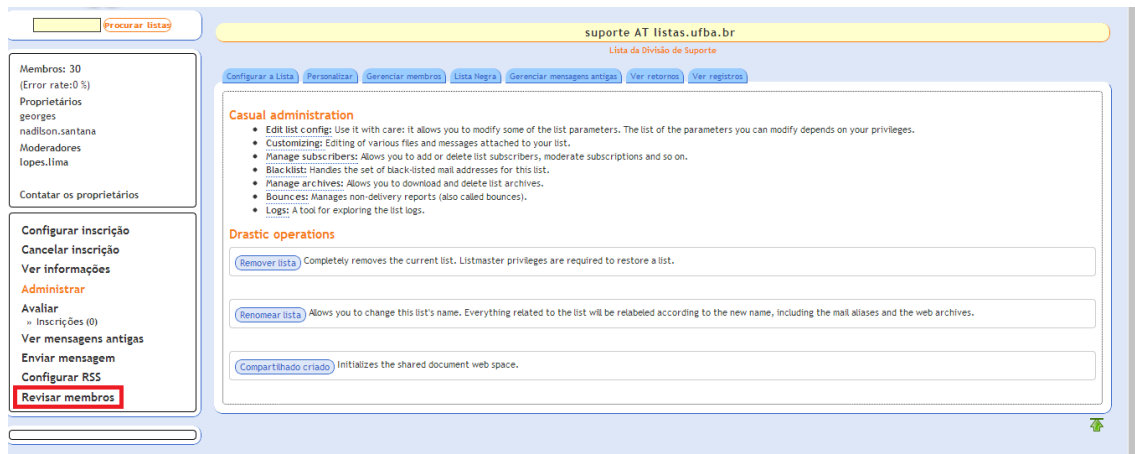 Procurar listas
Membros: 30
(Error rate:0 %)
Proprietários
georges
nadilson.santana
Moderadores
lopes.lima
Contatar os proprietários
Configurar inscrição
Cancelar inscrição
Ver informações
Administrar
Avaliar
» Inscrições (0)
Ver mensagens antigas
Enviar mensagem
Configurar RSS
Revisar membros
suporte AT listas.ufba.br
Lista da Divisão de Suporte
Configurar a Lista Personalizar Gerenciar membros Lista Negra Gerenciar mensagens antigas Ver retornos Ver registros
Casual administration
• Edit list config: Use it with care: it allows you to modify some of the list parameters. The list of the parameters you can modify depends on your privileges.
• Customizing: Editing of various files and messages attached to your list.
• Manage subscribers: Allows you to add or delete list subscribers, moderate subscriptions and so on.
• Blacklist: Handles the set of black-listed mail addresses for this list.
• Manage archives: Allows you to download and delete list archives.
• Bounces: Manages non-delivery reports (also called bounces).
• Logs: A tool for exploring the list logs.
Drastic operations
Remover lista Completely removes the current list. Listmaster privileges are required to restore a list.
Renomear lista Allows you to change this list's name. Everything related to the list will be relabeled according to the new name, including the mail aliases and the web archives.
Compartilhado criado Initializes the shared document web space.